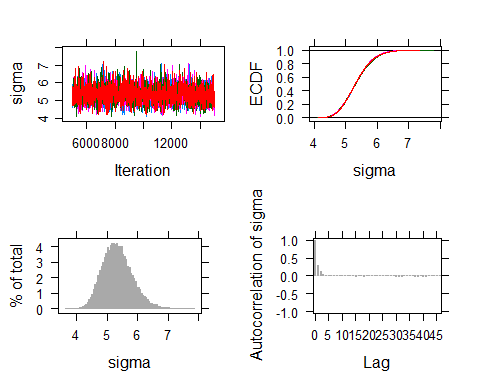 sigma
7
6
5
4
6000 8000 12000
Iteration
ECDF
1.0
0.8
0.6
0.4
0.2
0.0
4 5 6 7
sigma
% of total
4
3
2
1
0
4 5 6 7
sigma
Autocorrelation of sigma
1.0
0.5
0.0
-0.5
-1.0
0 5 10 15 20 25 30 35 40 45
Lag